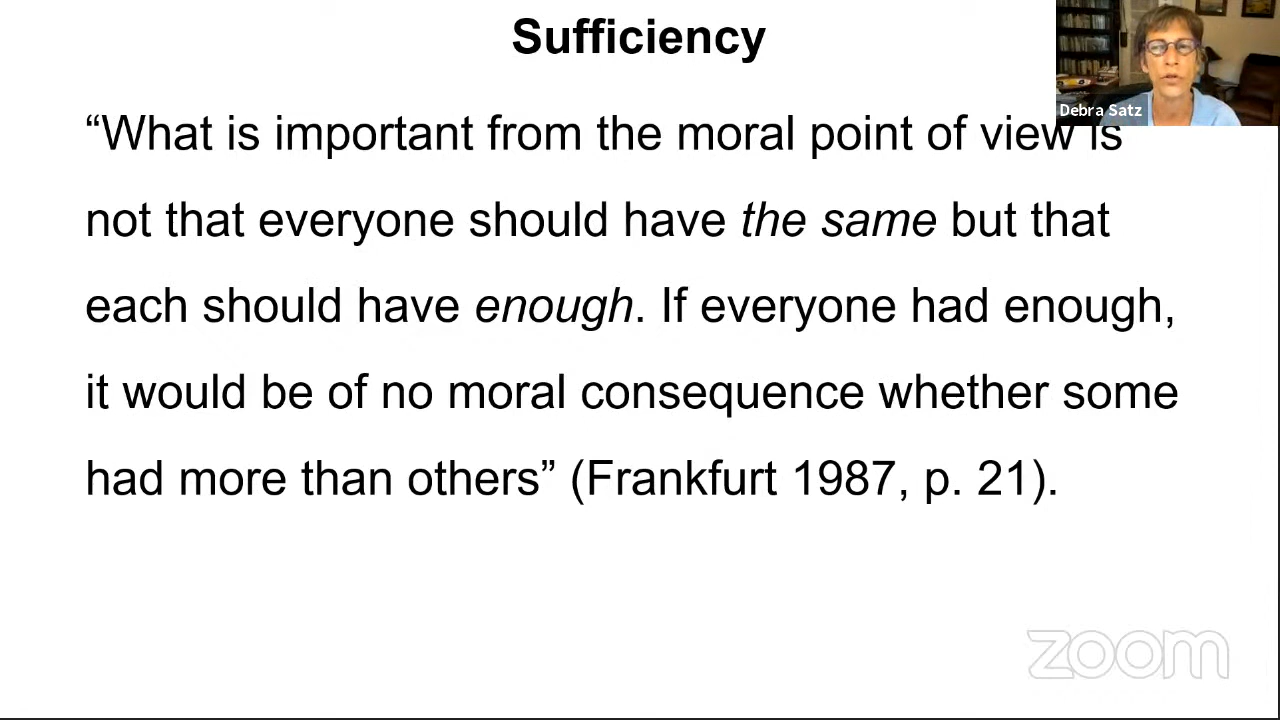 Sufficiency
Debra Satz
“What is important from the moral point of view is
not that everyone should have the same but that
each should have enough. If everyone had enough,
it would be of no moral consequence whether some
had more than others” (Frankfurt 1987, p. 21).
zoom